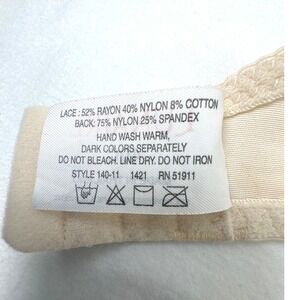 LACE : 52% RAYON 40% NYLON 8% COTTON
BACK: 75% NYLON 25% SPANDEX
HAND WASH WARM,
DARK COLORS SEPARATELY
DO NOT BLEACH. LINE DRY. DO NOT IRON
STYLE 140-11 1421 RN 51911